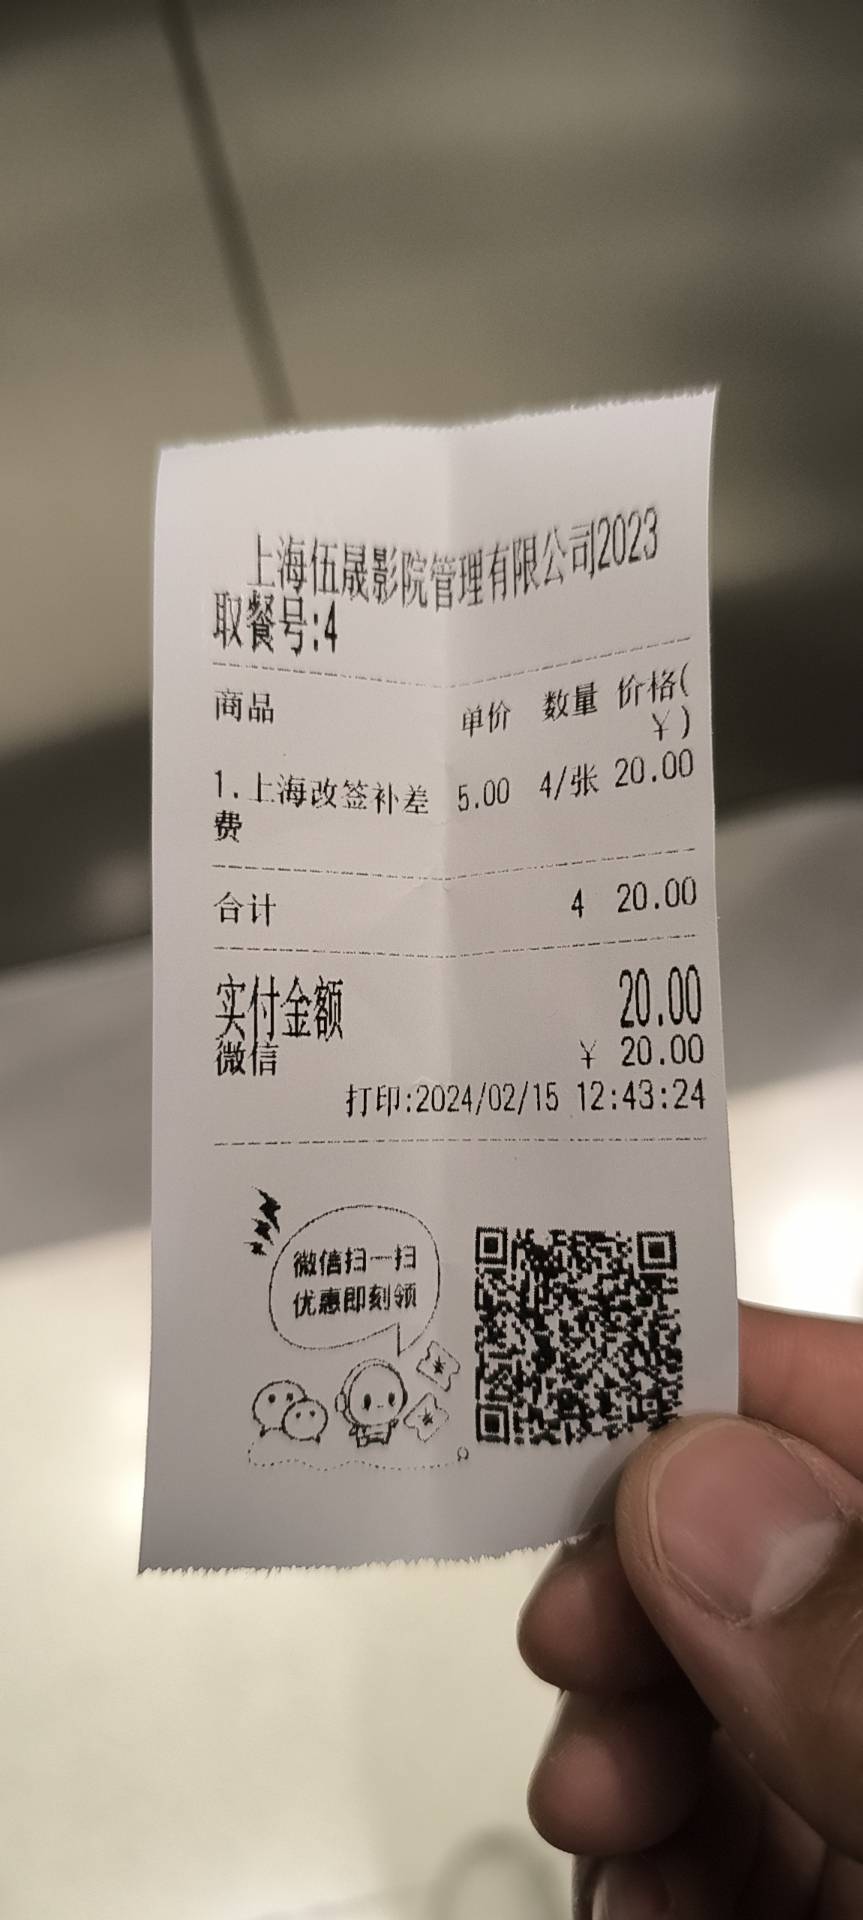 上海伍晟影院管理有限公司2023
取餐号:4
商品 单价 数量 价格(
¥)
1.上海改签补差 5.00 4/张 20.00
费
合计 4 20.00
实付金额 20.00
微信 ¥ 20.00
打印:2024/02/15 12:43:24
微信扫一扫
优惠即刻领